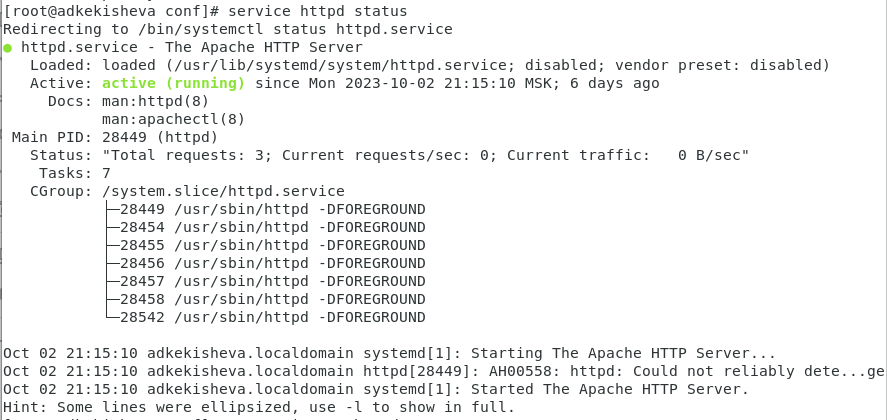 [root@adkekisheva conf]# service httpd status
Redirecting to /bin/systemctl status httpd.service
● httpd.service - The Apache HTTP Server
   Loaded: loaded (/usr/lib/systemd/system/httpd.service; disabled; vendor preset: disabled)
   Active: active (running) since Mon 2023-10-02 21:15:10 MSK; 6 days ago
     Docs: man:httpd(8)
           man:apachectl(8)
 Main PID: 28449 (httpd)
   Status: "Total requests: 3; Current requests/sec: 0; Current traffic:   0 B/sec"
    Tasks: 7
   CGroup: /system.slice/httpd.service
           ├─28449 /usr/sbin/httpd -DFOREGROUND
           ├─28454 /usr/sbin/httpd -DFOREGROUND
           ├─28455 /usr/sbin/httpd -DFOREGROUND
           ├─28456 /usr/sbin/httpd -DFOREGROUND
           ├─28457 /usr/sbin/httpd -DFOREGROUND
           ├─28458 /usr/sbin/httpd -DFOREGROUND
           └─28542 /usr/sbin/httpd -DFOREGROUND
Oct 02 21:15:10 adkekisheva.localdomain systemd[1]: Starting The Apache HTTP Server...
Oct 02 21:15:10 adkekisheva.localdomain httpd[28449]: AH00558: httpd: Could not reliably dete...ge
Oct 02 21:15:10 adkekisheva.localdomain systemd[1]: Started The Apache HTTP Server.
Hint: Some lines were ellipsized, use -l to show in full.